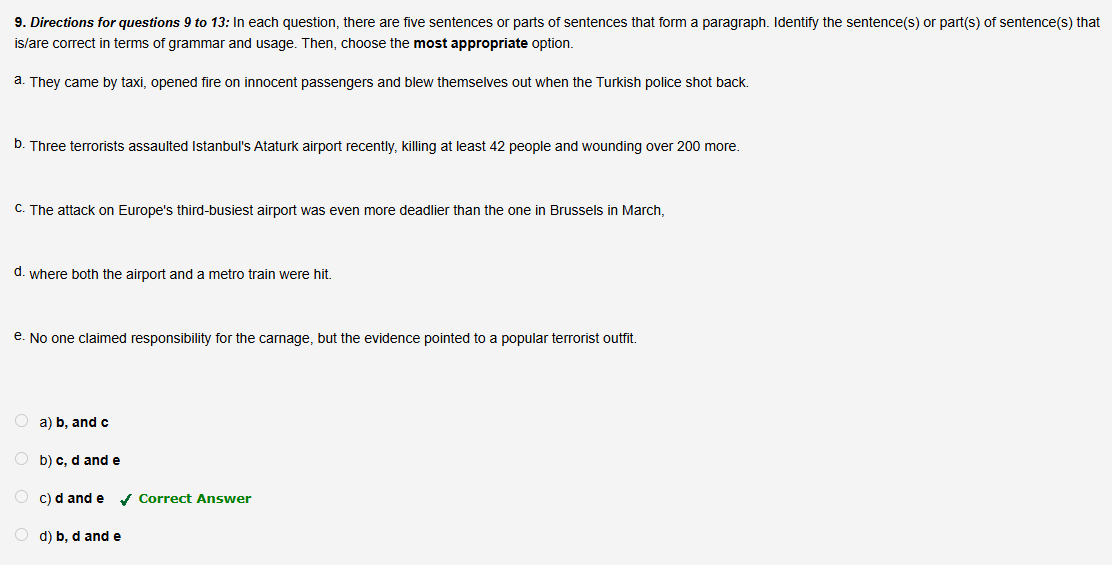 9. Directions for questions 9 to 13: In each question, there are five sentences or parts of sentences that form a paragraph. Identify the sentence(s) or part(s) of sentence(s) that
is/are correct in terms of grammar and usage. Then, choose the most appropriate option.
a. They came by taxi, opened fire on innocent passengers and blew themselves out when the Turkish police shot back.
b. Three terrorists assaulted Istanbul's Ataturk airport recently, killing at least 42 people and wounding over 200 more.
c. The attack on Europe's third-busiest airport was even more deadlier than the one in Brussels in March,
d. where both the airport and a metro train were hit.
e. No one claimed responsibility for the carnage, but the evidence pointed to a popular terrorist outfit.
a) b, and c
b) c, d and e
c) d and e ✓ Correct Answer
d) b, d and e